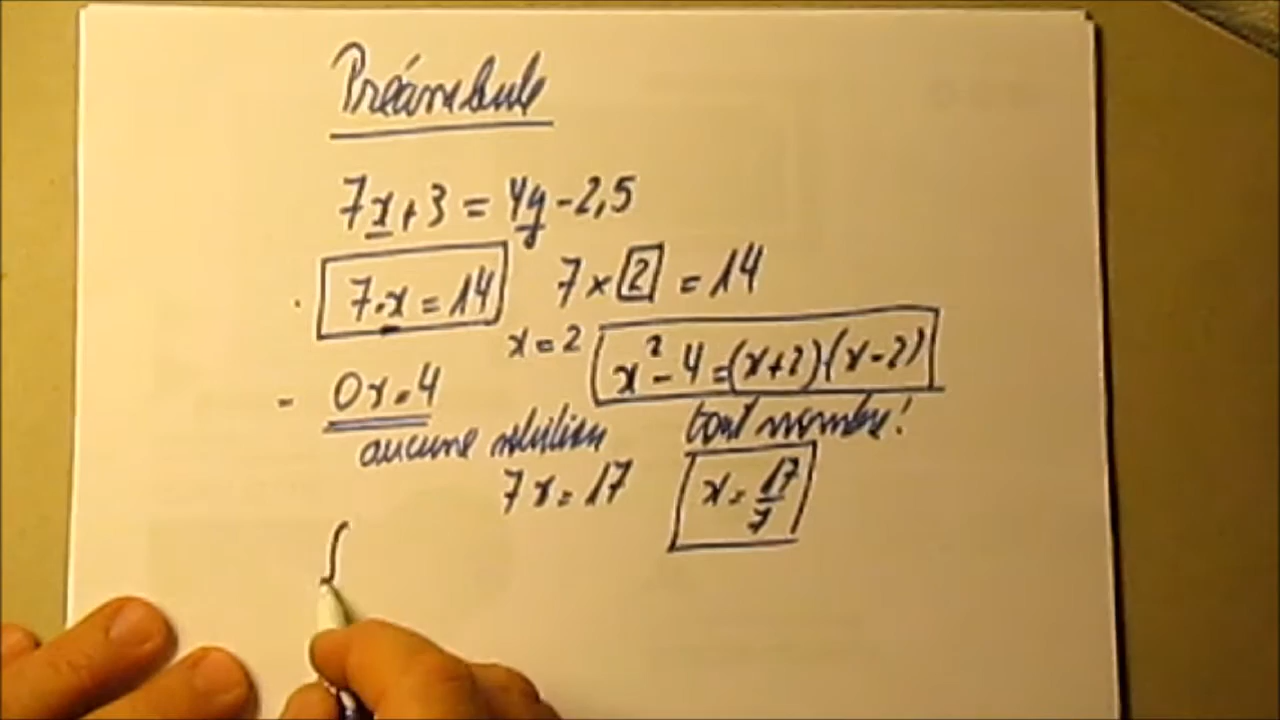 Préambule
7x+3 = 4y-2,5
7·x = 14
7 × 2 = 14
x = 2
x² - 4 = (x+2)·(x-2)
0x = 4
aucune solution
tout nombre!
7x = 17
x = 17/7